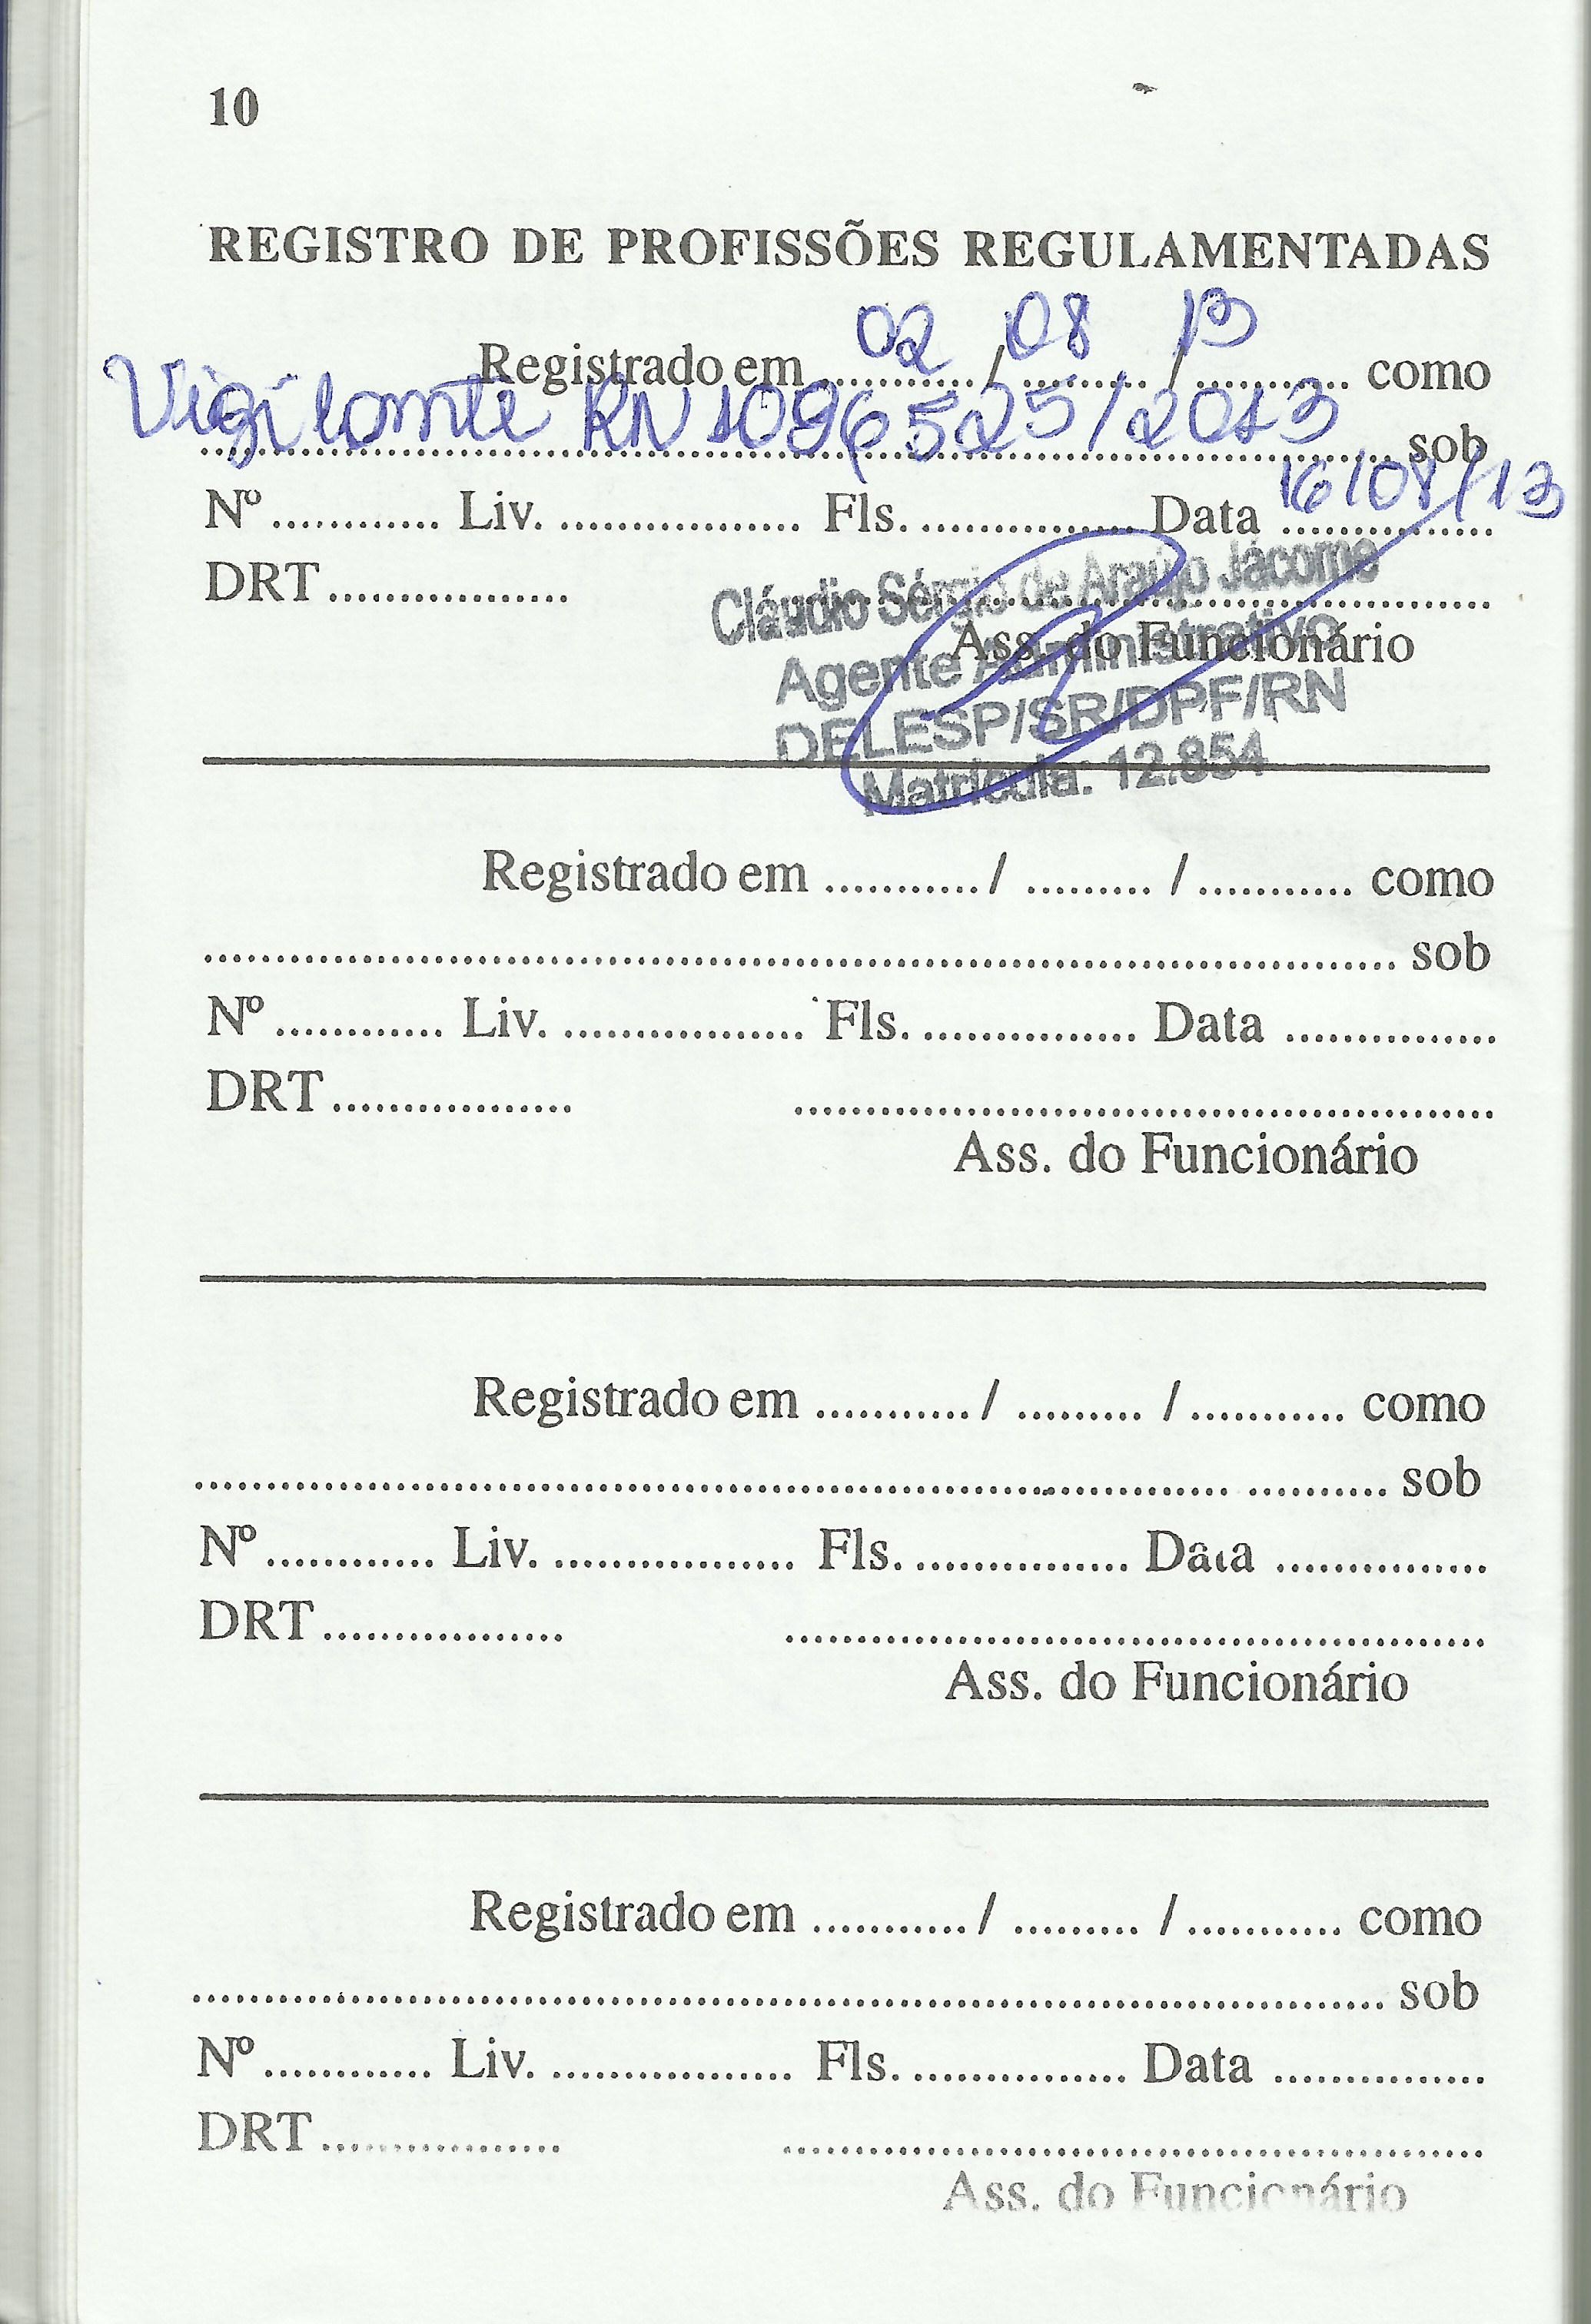 10
REGISTRO DE PROFISSÕES REGULAMENTADAS
Registrado em 02 / 08 / 13 como
Vigilante RN 1096525/2013 sob
Nº ............ Liv. ................. Fls. ............... Data 16/08/13
DRT .................
Cláudio Sérgio de Araújo Jácome
Ass. do Funcionário
Agente Administrativo
DELESP/SR/DPF/RN
Matrícula: 12.854
Registrado em ........... / ......... / ........... como
.................................................................................... sob
Nº ............ Liv. ................. Fls. ............... Data ...............
DRT ................. .................................................
Ass. do Funcionário
Registrado em ........... / ......... / ........... como
.................................................................................... sob
Nº ............ Liv. ................. Fls. ............... Data ...............
DRT ................. .................................................
Ass. do Funcionário
Registrado em ........... / ......... / ........... como
.................................................................................... sob
Nº ............ Liv. ................. Fls. ............... Data ...............
DRT ................. .................................................
Ass. do Funcionário